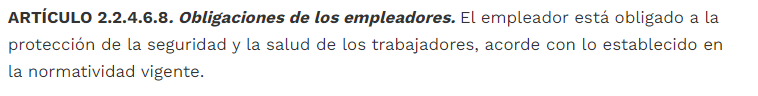 ARTÍCULO 2.2.4.6.8. Obligaciones de los empleadores. El empleador está obligado a la
protección de la seguridad y la salud de los trabajadores, acorde con lo establecido en
la normatividad vigente.